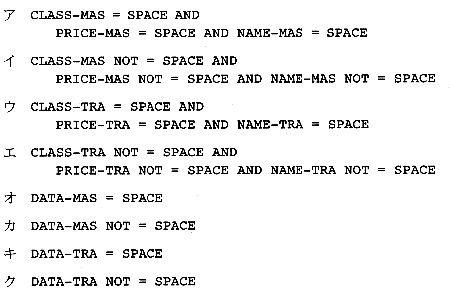 ア CLASS-MAS = SPACE AND
PRICE-MAS = SPACE AND NAME-MAS = SPACE
イ CLASS-MAS NOT = SPACE AND
PRICE-MAS NOT = SPACE AND NAME-MAS NOT = SPACE
ウ CLASS-TRA = SPACE AND
PRICE-TRA = SPACE AND NAME-TRA = SPACE
エ CLASS-TRA NOT = SPACE AND
PRICE-TRA NOT = SPACE AND NAME-TRA NOT = SPACE
オ DATA-MAS = SPACE
カ DATA-MAS NOT = SPACE
キ DATA-TRA = SPACE
ク DATA-TRA NOT = SPACE